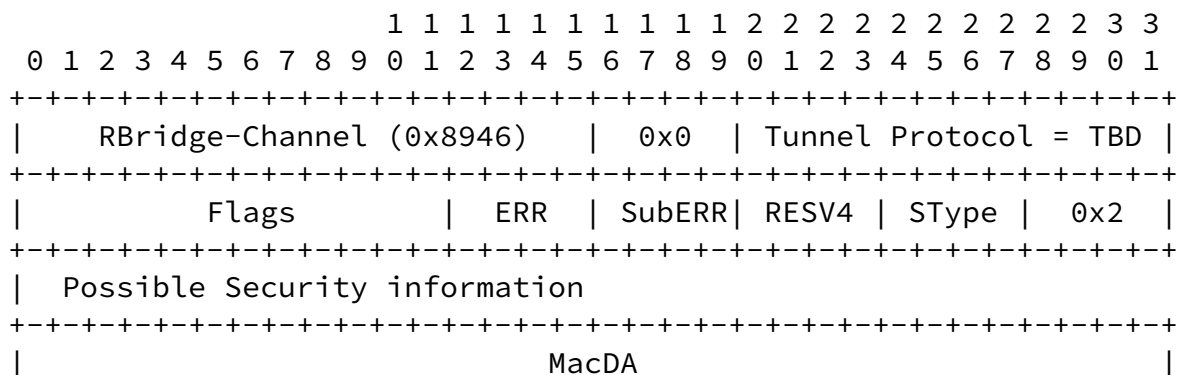 1 1 1 1 1 1 1 1 1 1 2 2 2 2 2 2 2 2 2 2 3 3
 0 1 2 3 4 5 6 7 8 9 0 1 2 3 4 5 6 7 8 9 0 1 2 3 4 5 6 7 8 9 0 1
+-+-+-+-+-+-+-+-+-+-+-+-+-+-+-+-+-+-+-+-+-+-+-+-+-+-+-+-+-+-+-+-+
|    RBridge-Channel (0x8946)   |  0x0  | Tunnel Protocol = TBD |
+-+-+-+-+-+-+-+-+-+-+-+-+-+-+-+-+-+-+-+-+-+-+-+-+-+-+-+-+-+-+-+-+
|          Flags        |  ERR  | SubERR| RESV4 | SType |  0x2  |
+-+-+-+-+-+-+-+-+-+-+-+-+-+-+-+-+-+-+-+-+-+-+-+-+-+-+-+-+-+-+-+-+
|  Possible Security information
+-+-+-+-+-+-+-+-+-+-+-+-+-+-+-+-+-+-+-+-+-+-+-+-+-+-+-+-+-+-+-+-+
|                             MacDA                             |